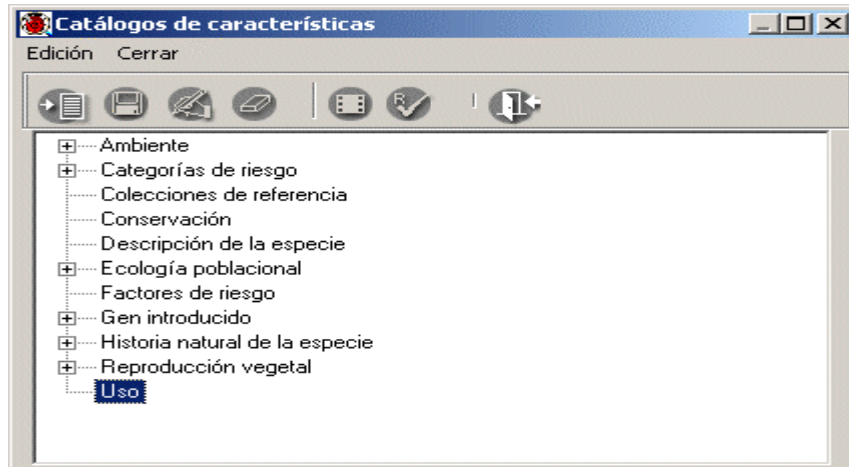 Catálogos de características
Edición Cerrar
R
Ambiente
Categorías de riesgo
Colecciones de referencia
Conservación
Descripción de la especie
Ecología poblacional
Factores de riesgo
Gen introducido
Historia natural de la especie
Reproducción vegetal
Uso